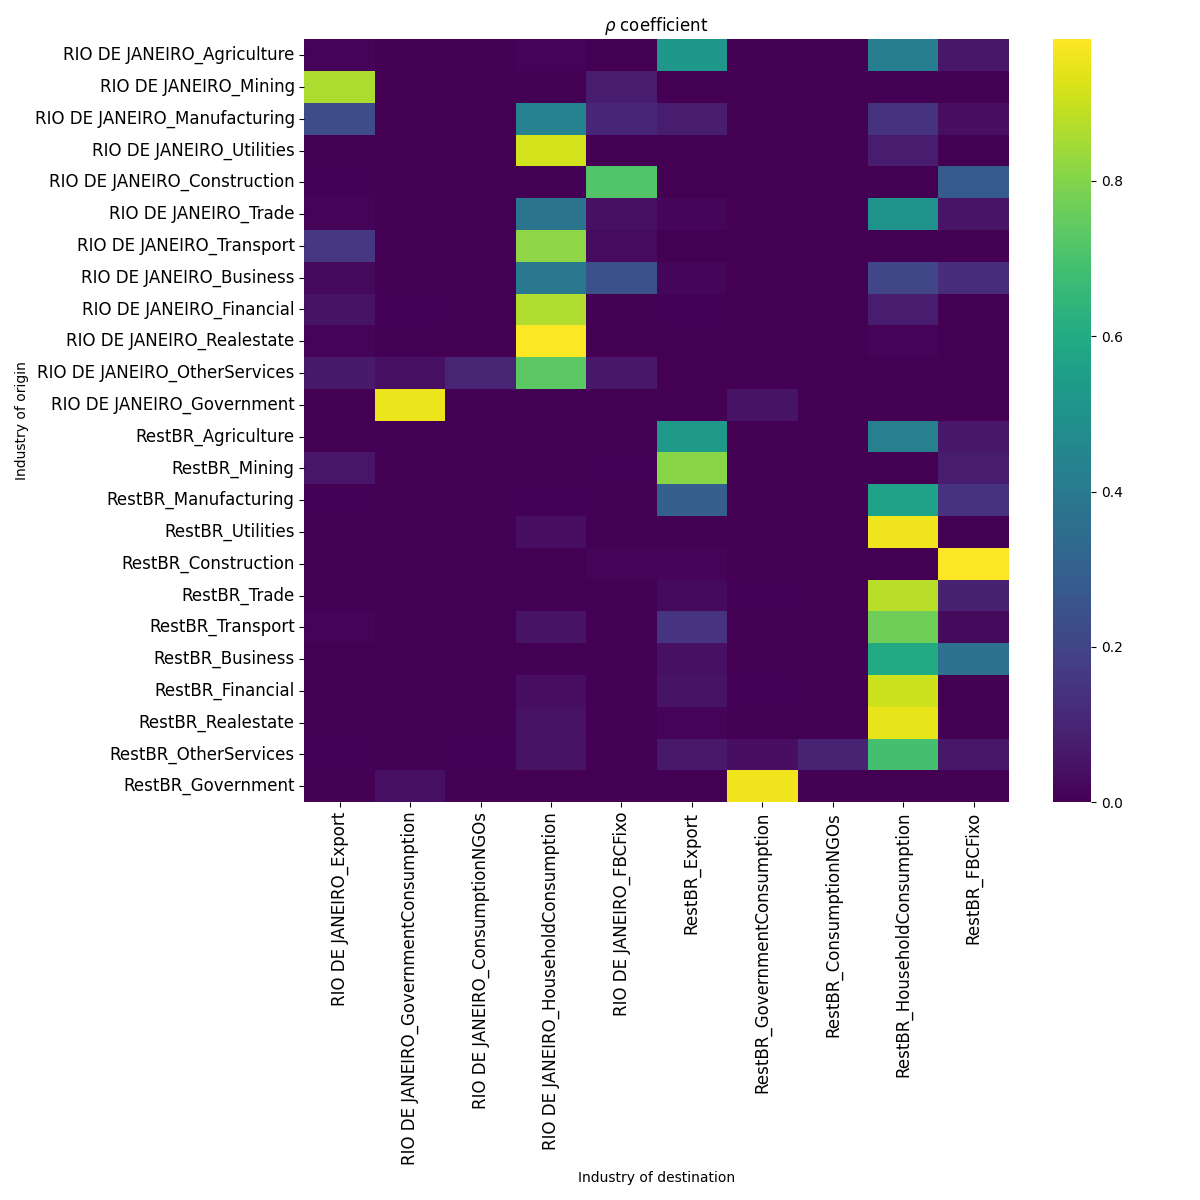 ρ coefficient
RIO DE JANEIRO_Agriculture
RIO DE JANEIRO_Mining
RIO DE JANEIRO_Manufacturing
RIO DE JANEIRO_Utilities
RIO DE JANEIRO_Construction
RIO DE JANEIRO_Trade
RIO DE JANEIRO_Transport
RIO DE JANEIRO_Business
RIO DE JANEIRO_Financial
RIO DE JANEIRO_Realestate
RIO DE JANEIRO_OtherServices
RIO DE JANEIRO_Government
RestBR_Agriculture
RestBR_Mining
RestBR_Manufacturing
RestBR_Utilities
RestBR_Construction
RestBR_Trade
RestBR_Transport
RestBR_Business
RestBR_Financial
RestBR_Realestate
RestBR_OtherServices
RestBR_Government
Industry of origin
RIO DE JANEIRO_Export
RIO DE JANEIRO_GovernmentConsumption
RIO DE JANEIRO_ConsumptionNGOs
RIO DE JANEIRO_HouseholdConsumption
RIO DE JANEIRO_FBCFixo
RestBR_Export
RestBR_GovernmentConsumption
RestBR_ConsumptionNGOs
RestBR_HouseholdConsumption
RestBR_FBCFixo
Industry of destination
0.8
0.6
0.4
0.2
0.0